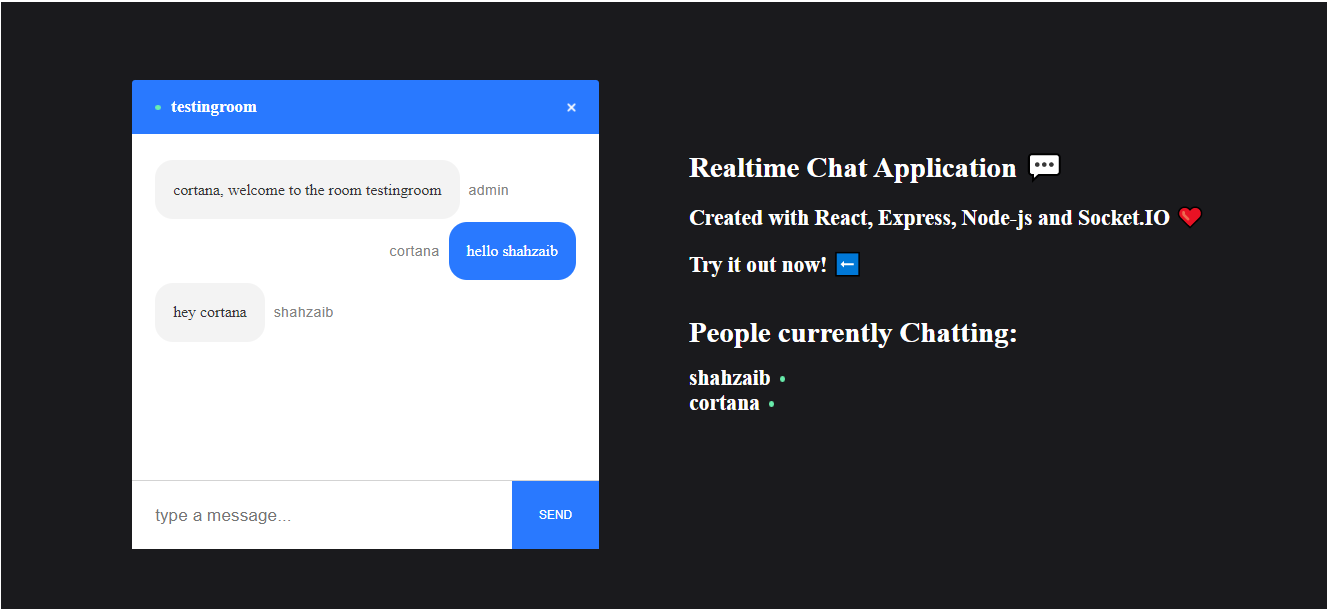 testingroom ×
cortana, welcome to the room testingroom admin
cortana hello shahzaib
hey cortana shahzaib
type a message...
SEND
Realtime Chat Application 💬
Created with React, Express, Node-js and Socket.IO ❤️
Try it out now! ⬅️
People currently Chatting:
shahzaib
cortana